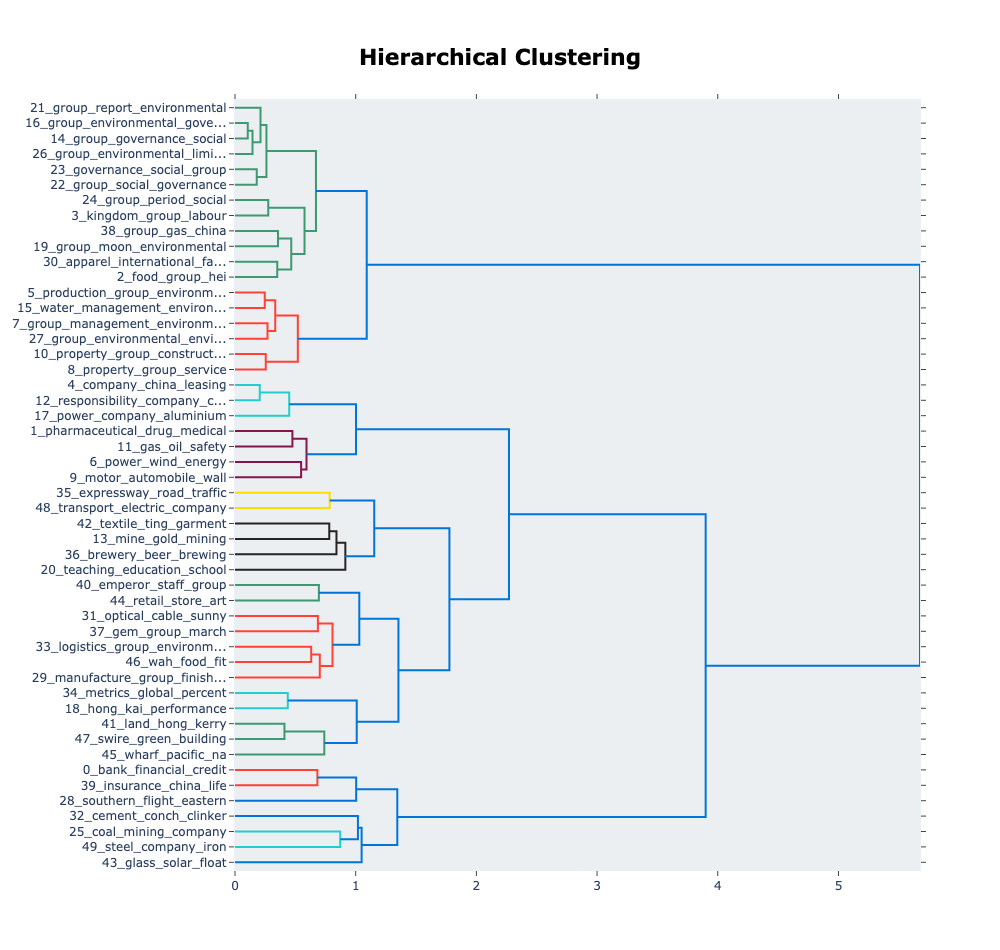 Hierarchical Clustering
21_group_report_environmental
16_group_environmental_gove...
14_group_governance_social
26_group_environmental_limi...
23_governance_social_group
22_group_social_governance
24_group_period_social
3_kingdom_group_labour
38_group_gas_china
19_group_moon_environmental
30_apparel_international_fa...
2_food_group_hei
5_production_group_environm...
15_water_management_environ...
7_group_management_environm...
27_group_environmental_envi...
10_property_group_construct...
8_property_group_service
4_company_china_leasing
12_responsibility_company_c...
17_power_company_aluminium
1_pharmaceutical_drug_medical
11_gas_oil_safety
6_power_wind_energy
9_motor_automobile_wall
35_expressway_road_traffic
48_transport_electric_company
42_textile_ting_garment
13_mine_gold_mining
36_brewery_beer_brewing
20_teaching_education_school
40_emperor_staff_group
44_retail_store_art
31_optical_cable_sunny
37_gem_group_march
33_logistics_group_environm...
46_wah_food_fit
29_manufacture_group_finish...
34_metrics_global_percent
18_hong_kai_performance
41_land_hong_kerry
47_swire_green_building
45_wharf_pacific_na
0_bank_financial_credit
39_insurance_china_life
28_southern_flight_eastern
32_cement_conch_clinker
25_coal_mining_company
49_steel_company_iron
43_glass_solar_float
0 1 2 3 4 5